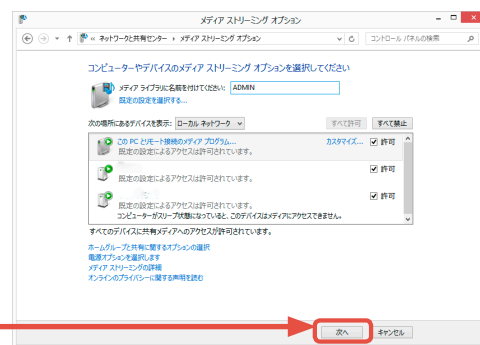 メディア ストリーミング オプション
« ネットワークと共有センター › メディア ストリーミング オプション
コントロール パネルの検索
コンピューターやデバイスのメディア ストリーミング オプションを選択してください
メディア ライブラリに名前を付けてください: ADMIN
既定の設定を選択する...
次の場所にあるデバイスを表示: ローカル ネットワーク すべて許可 すべて禁止
この PC とリモート接続のメディア プログラム... カスタマイズ... 許可
既定の設定によるアクセスは許可されています。
許可
既定の設定によるアクセスは許可されています。
許可
既定の設定によるアクセスは許可されています。
コンピューターがスリープ状態になっていると、このデバイスはメディアにアクセスできません。
すべてのデバイスに共有メディアへのアクセスが許可されています。
ホームグループと共有に関するオプションの選択
電源オプションを選択します
メディア ストリーミングの詳細
オンラインのプライバシーに関する声明を読む
次へ キャンセル